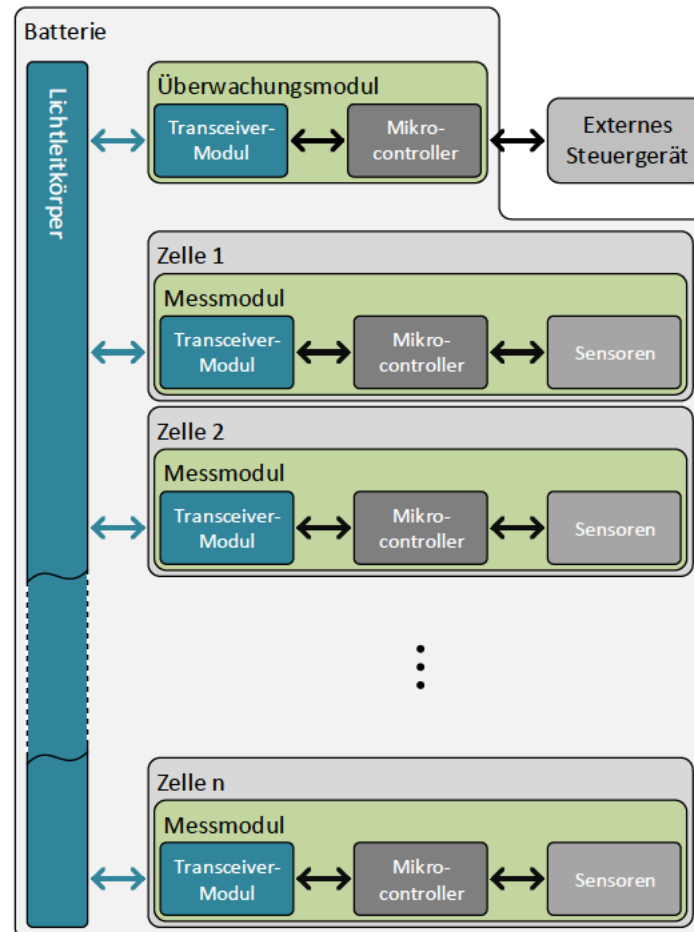 Batterie
Lichtleitkörper
Überwachungsmodul
Transceiver-
Modul
Mikro-
controller
Externes
Steuergerät
Zelle 1
Messmodul
Transceiver-
Modul
Mikro-
controller
Sensoren
Zelle 2
Messmodul
Transceiver-
Modul
Mikro-
controller
Sensoren
Zelle n
Messmodul
Transceiver-
Modul
Mikro-
controller
Sensoren